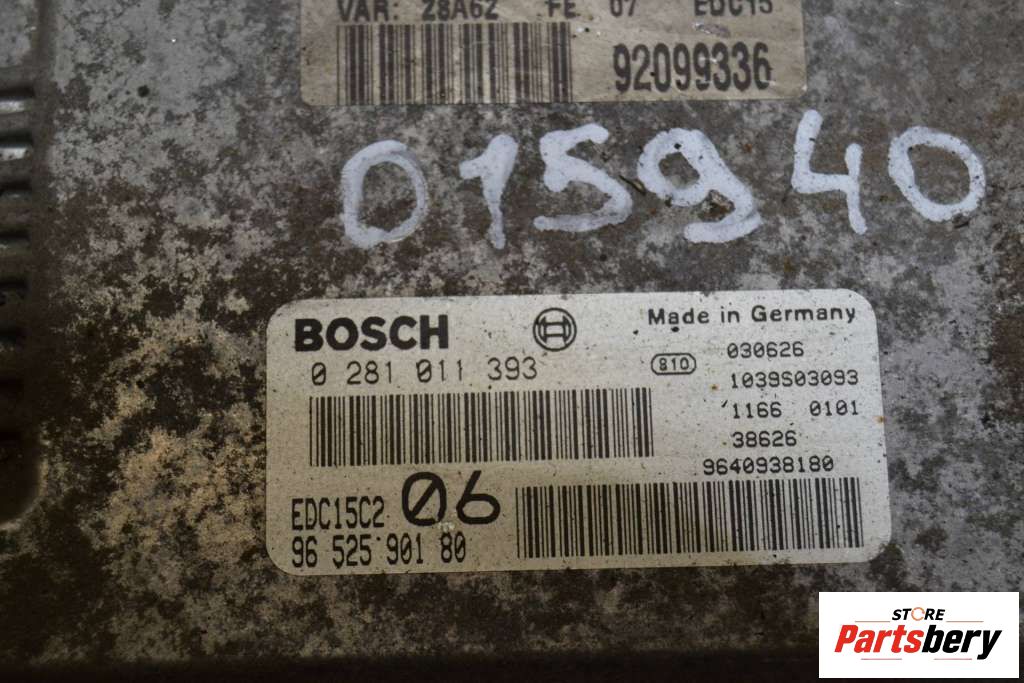 VAR: 28A62 FE 07 EDC15
92099336
015940
BOSCH
Made in Germany
0 281 011 393
810
030626
1039S03093
1166 0101
38626
9640938180
EDC15C2 06
96 525 901 80
STORE
Partsbery